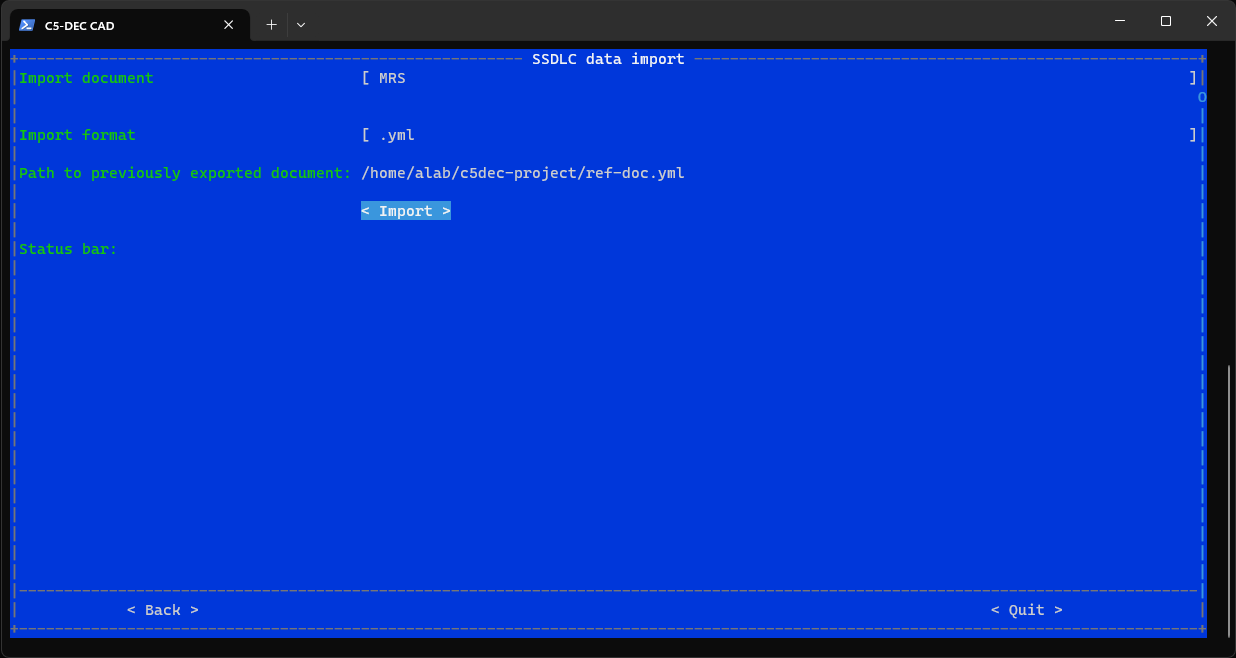 C5-DEC CAD
SSDLC data import
Import document [ MRS ]
Import format [ .yml ]
Path to previously exported document: /home/alab/c5dec-project/ref-doc.yml
< Import >
Status bar:
< Back > < Quit >